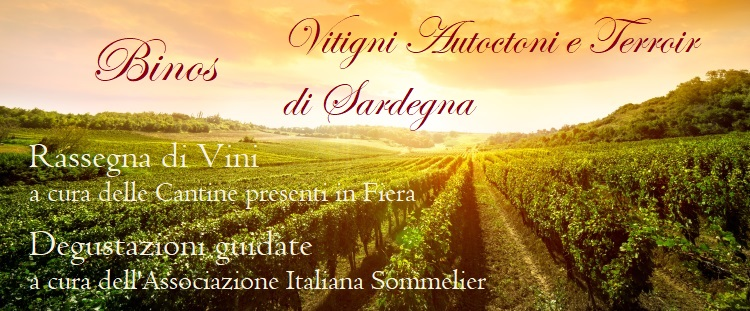 Binos
Vitigni Autoctoni e Terroir
di Sardegna
Rassegna di Vini
a cura delle Cantine presenti in Fiera
Degustazioni guidate
a cura dell'Associazione Italiana Sommelier